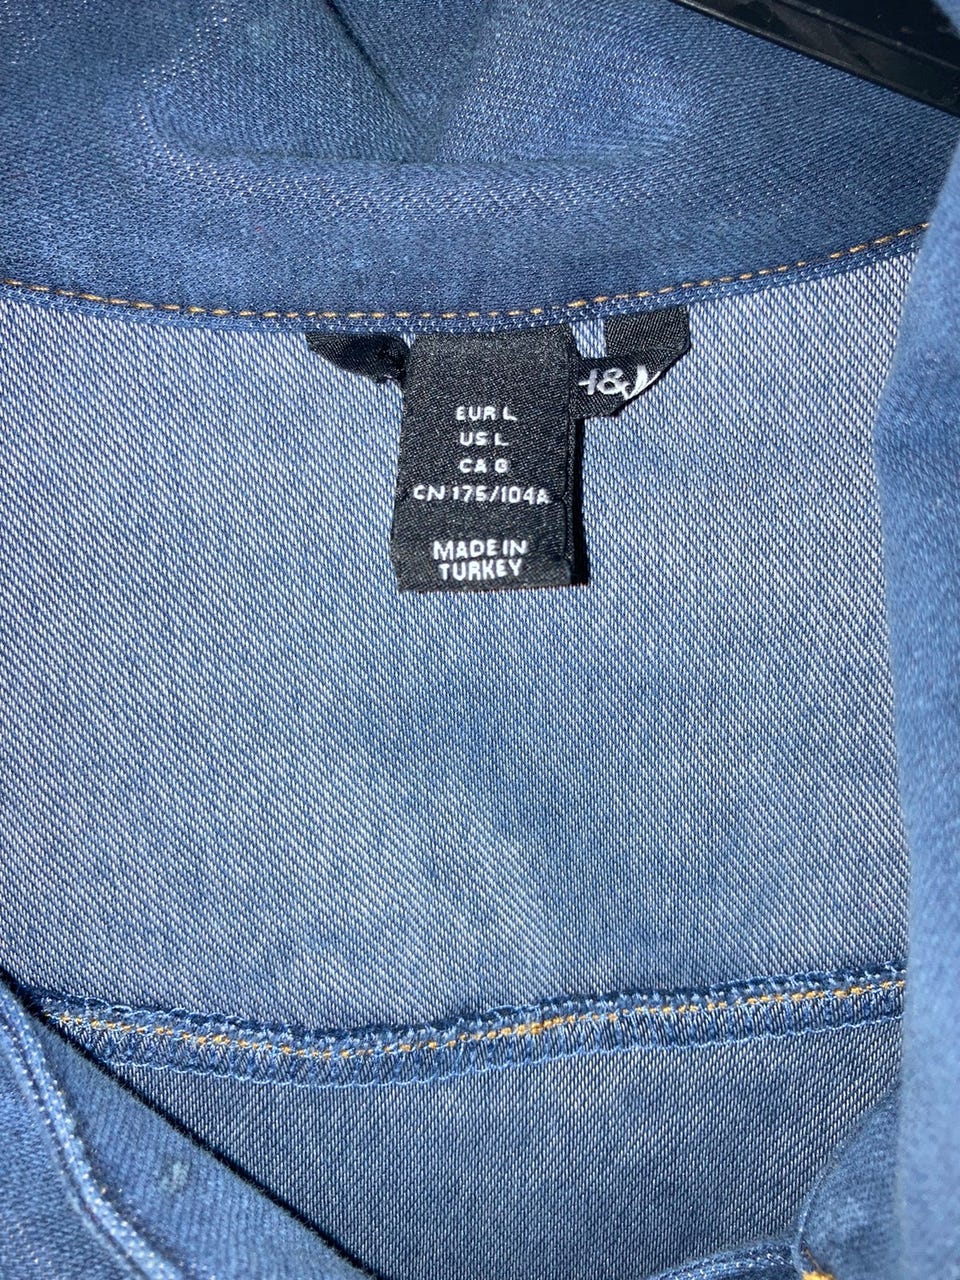 H&M
EUR L
US L
CA G
CN 175/104A
MADE IN
TURKEY